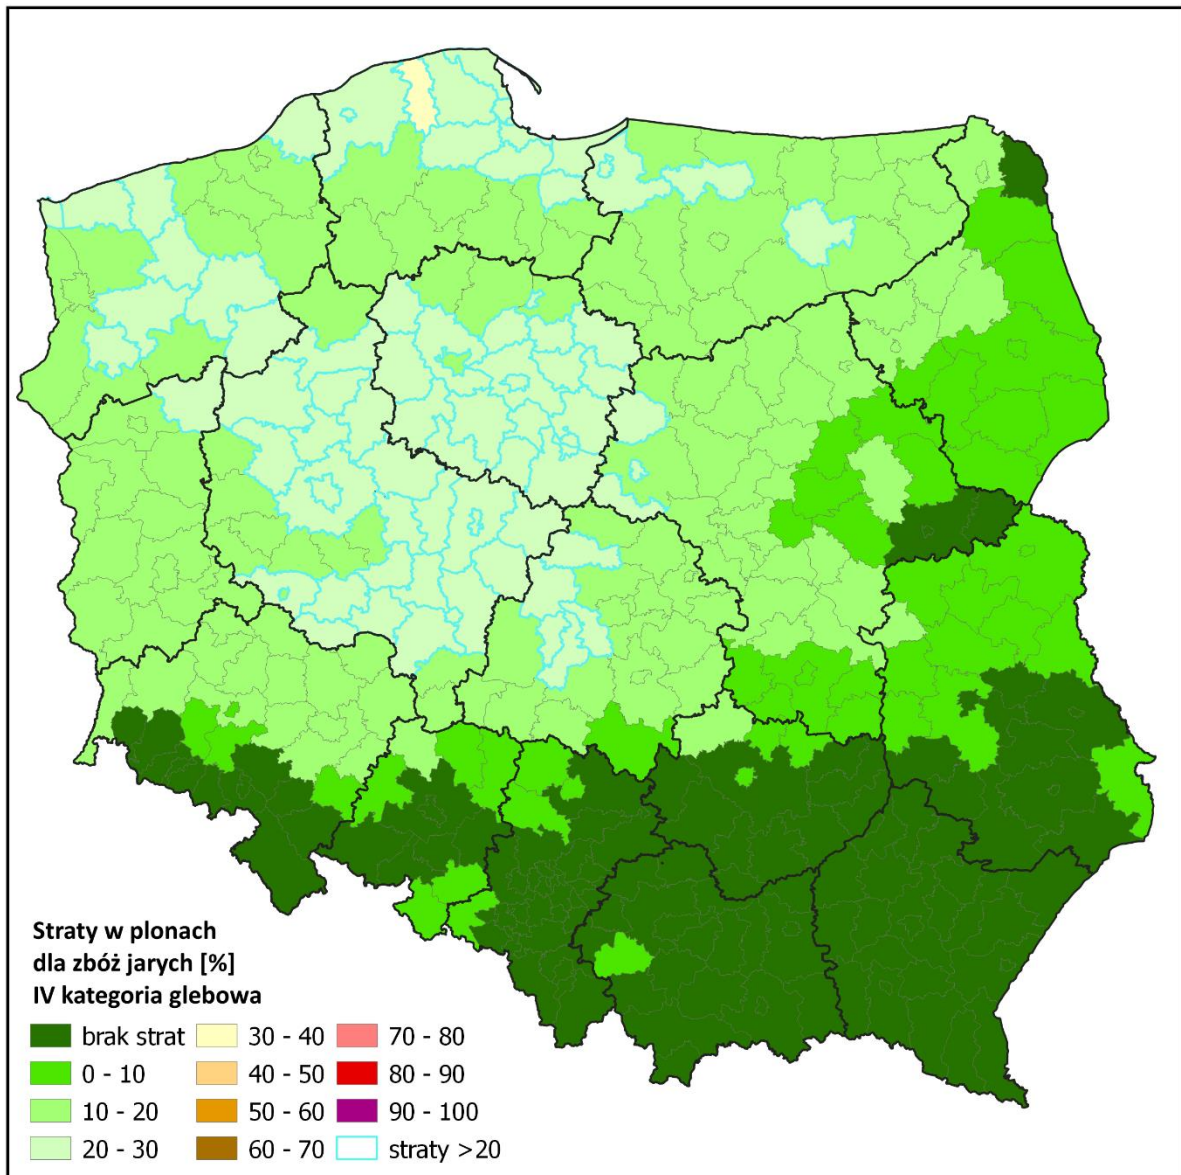 Straty w plonach
dla zbóż jarych [%]
IV kategoria glebowa
brak strat
0 - 10
10 - 20
20 - 30
30 - 40
40 - 50
50 - 60
60 - 70
70 - 80
80 - 90
90 - 100
straty >20